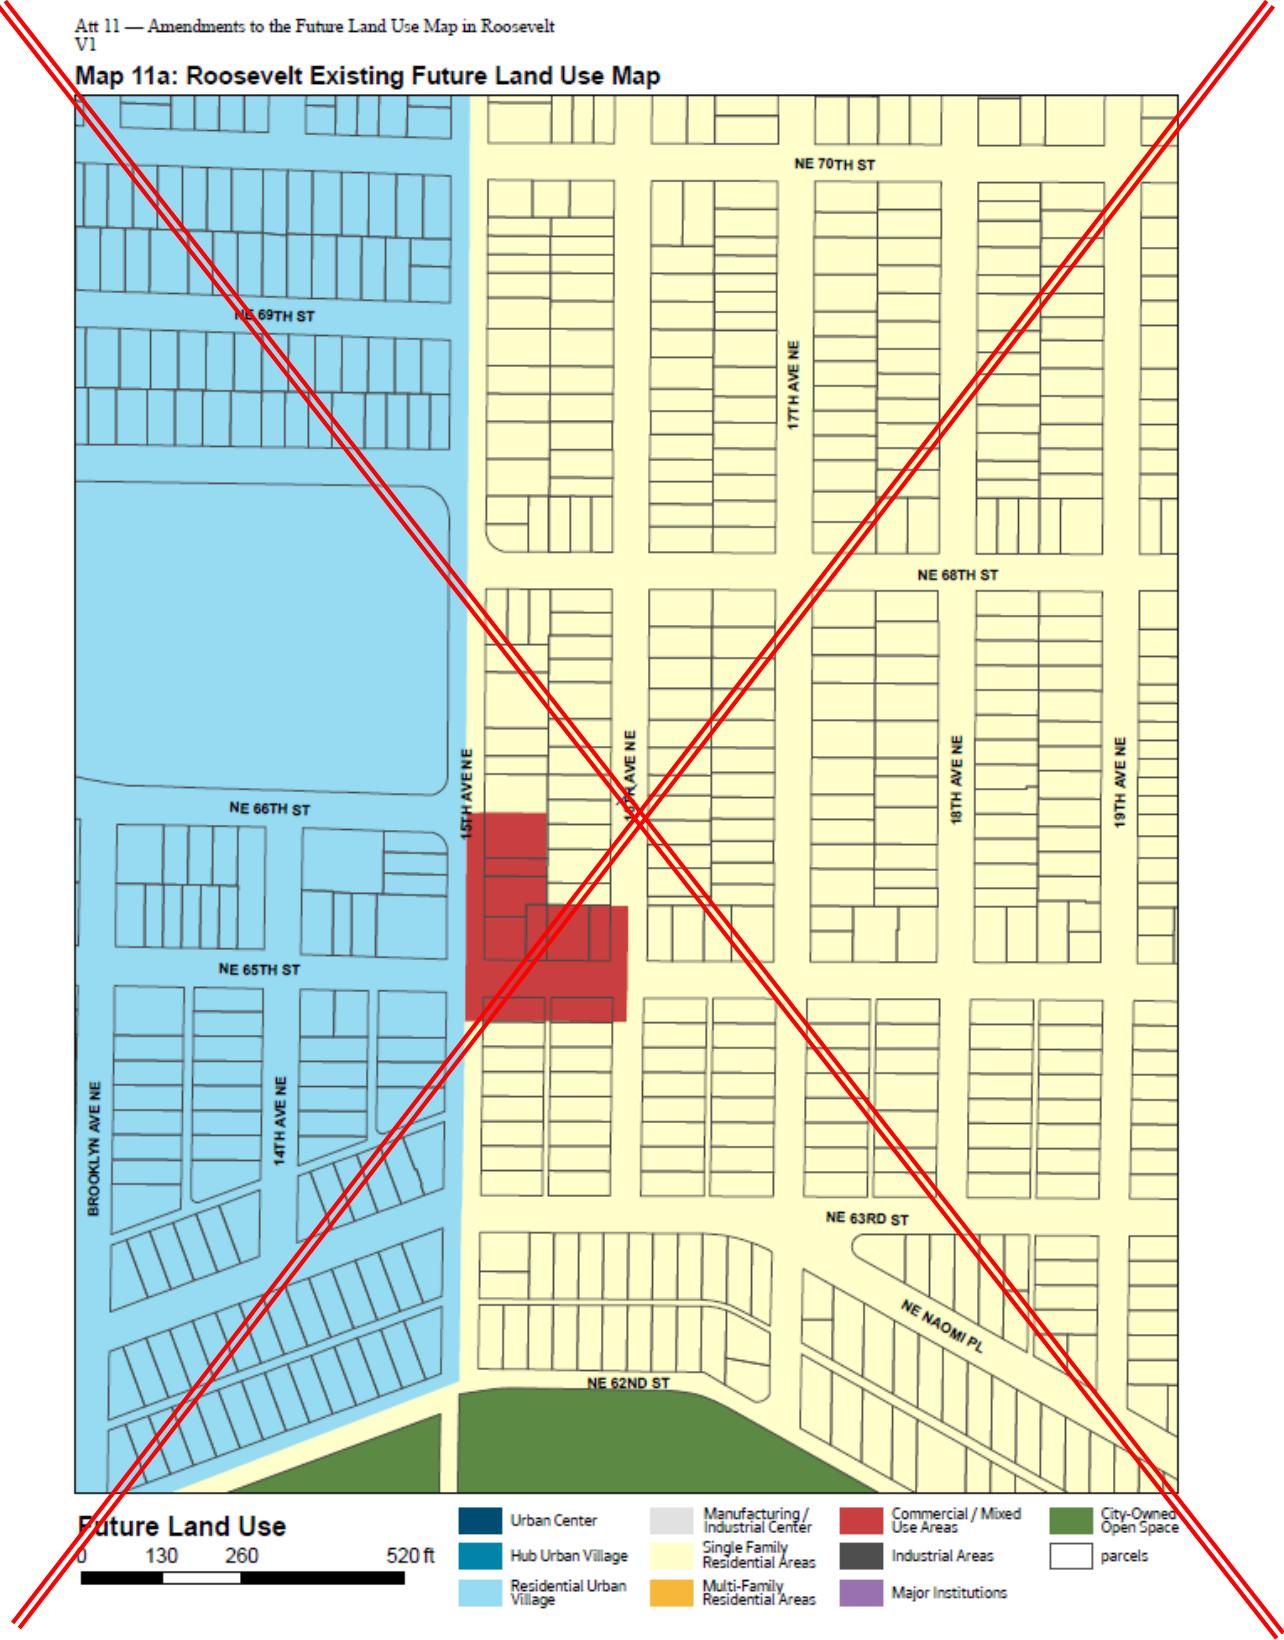 Att 11 — Amendments to the Future Land Use Map in Roosevelt
V1
Map 11a: Roosevelt Existing Future Land Use Map
NE 70TH ST
NE 69TH ST
17TH AVE NE
NE 68TH ST
15TH AVE NE
16TH AVE NE
18TH AVE NE
19TH AVE NE
NE 66TH ST
NE 65TH ST
BROOKLYN AVE NE
14TH AVE NE
NE 63RD ST
NE NAOMI PL
NE 62ND ST
Future Land Use
0 130 260 520 ft
Urban Center
Hub Urban Village
Residential Urban
Village
Manufacturing /
Industrial Center
Single Family
Residential Areas
Multi-Family
Residential Areas
Commercial / Mixed
Use Areas
Industrial Areas
Major Institutions
City-Owned
Open Space
parcels